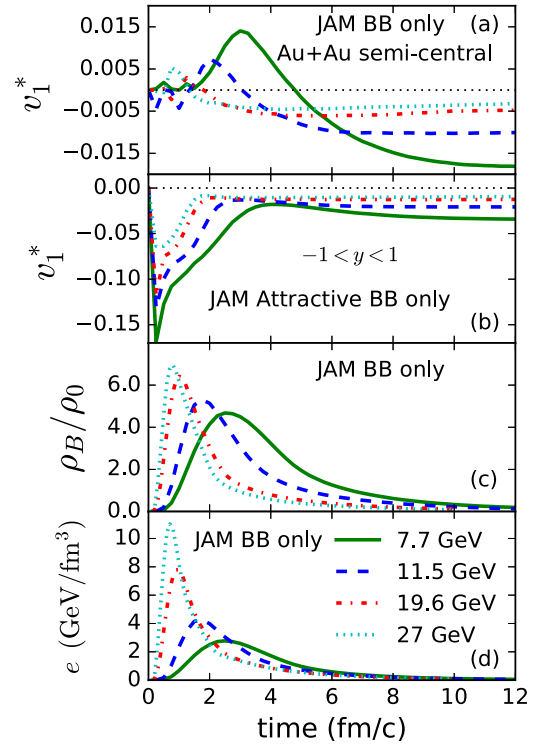 0.015
0.005
−0.005
−0.015
v₁*
JAM BB only
(a)
Au+Au semi-central
0.00
−0.05
−0.10
−0.15
v₁*
−1 < y < 1
JAM Attractive BB only
(b)
6.0
4.0
2.0
0.0
ρ_B/ρ₀
JAM BB only
(c)
10
8
6
4
2
0
e (GeV/fm³)
JAM BB only
7.7 GeV
11.5 GeV
19.6 GeV
27 GeV
(d)
0 2 4 6 8 10 12
time (fm/c)